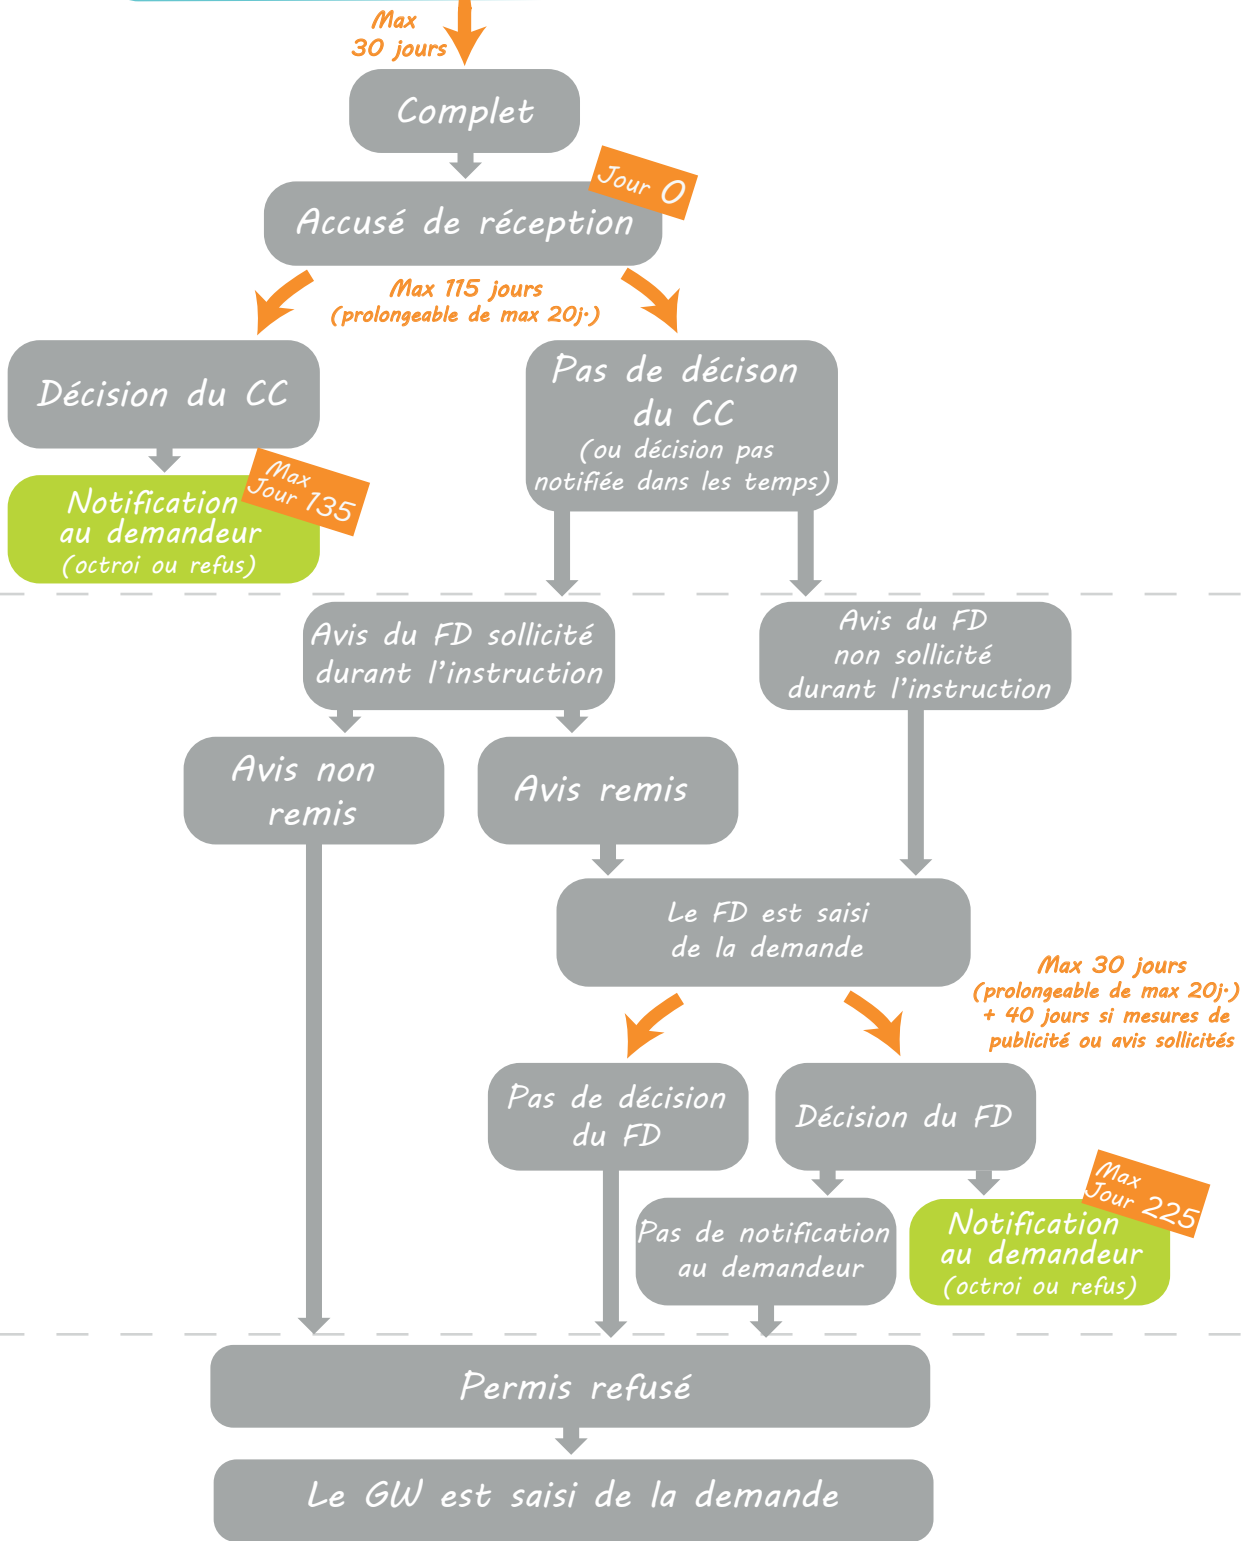 Max
30 jours
Complet
Jour 0
Accusé de réception
Max 115 jours
(prolongeable de max 20j.)
Décision du CC
Pas de décison
du CC
(ou décision pas
notifiée dans les temps)
Max
Jour 135
Notification
au demandeur
(octroi ou refus)
Avis du FD sollicité
durant l'instruction
Avis du FD
non sollicité
durant l'instruction
Avis non
remis
Avis remis
Le FD est saisi
de la demande
Max 30 jours
(prolongeable de max 20j.)
+ 40 jours si mesures de
publicité ou avis sollicités
Pas de décision
du FD
Décision du FD
Pas de notification
au demandeur
Max
Jour 225
Notification
au demandeur
(octroi ou refus)
Permis refusé
Le GW est saisi de la demande